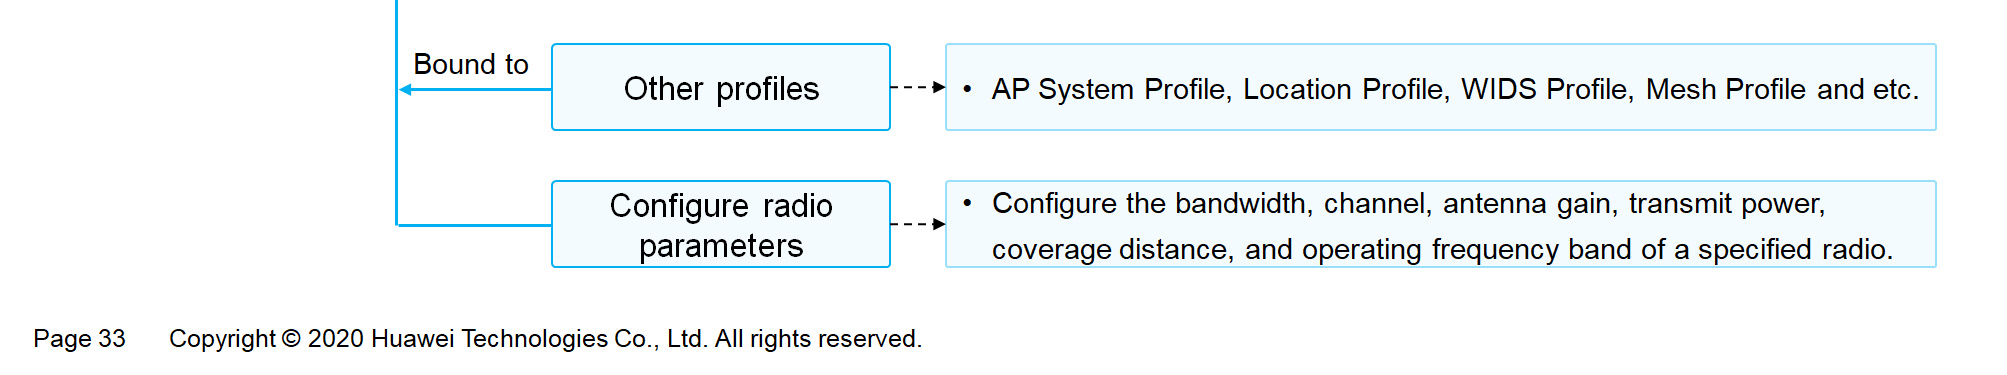 Bound to
Other profiles
• AP System Profile, Location Profile, WIDS Profile, Mesh Profile and etc.
Configure radio
parameters
• Configure the bandwidth, channel, antenna gain, transmit power,
coverage distance, and operating frequency band of a specified radio.
Page 33 Copyright © 2020 Huawei Technologies Co., Ltd. All rights reserved.